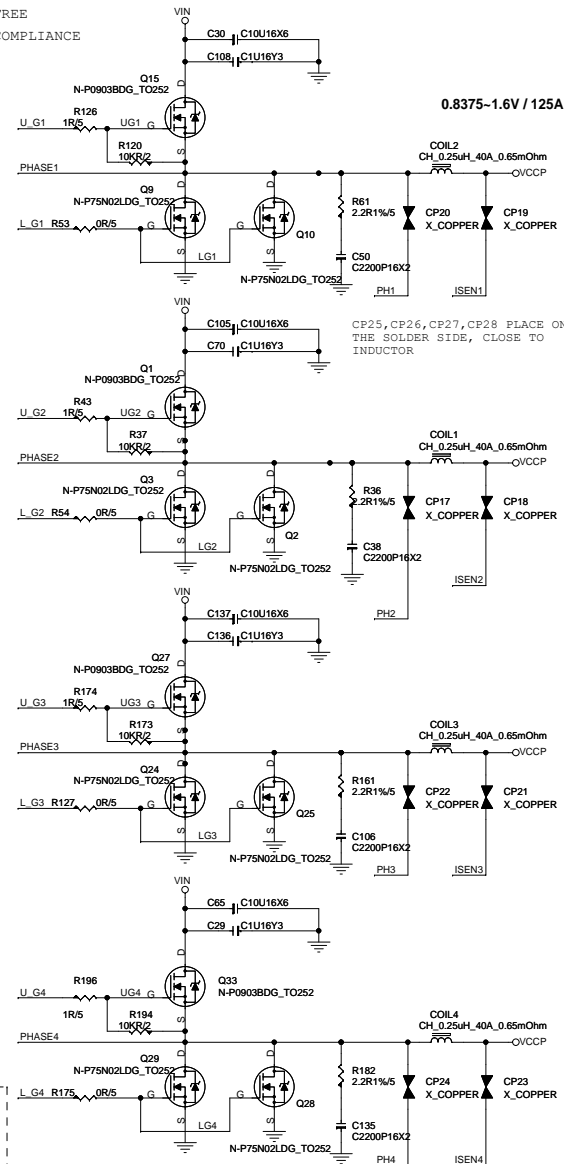 FREE
COMPLIANCE
VIN
C30 C10U16X6
C108 C1U16Y3
Q15
N-P0903BDG_TO252
D
0.8375~1.6V / 125A
R126
U_G1 1R/5 UG1 G
R120
10KR/2
S
COIL2
CH_0.25uH_40A_0.65mOhm
PHASE1
VCCP
Q9
N-P75N02LDG_TO252
D D
R61
2.2R1%/5
CP20
X_COPPER
CP19
X_COPPER
L_G1 R53 0R/5 G G
Q10
S S
LG1
C50
C2200P16X2
N-P75N02LDG_TO252
PH1 ISEN1
VIN
C105 C10U16X6
C70 C1U16Y3
CP25,CP26,CP27,CP28 PLACE ON
THE SOLDER SIDE, CLOSE TO
INDUCTOR
Q1
N-P0903BDG_TO252
D
R43
U_G2 1R/5 UG2 G
R37
10KR/2
S
COIL1
CH_0.25uH_40A_0.65mOhm
PHASE2
VCCP
Q3
N-P75N02LDG_TO252
D D
R36
2.2R1%/5
CP17
X_COPPER
CP18
X_COPPER
L_G2 R54 0R/5 G G
Q2
S S
LG2
C38
C2200P16X2
N-P75N02LDG_TO252
ISEN2
PH2
VIN
C137 C10U16X6
C136 C1U16Y3
Q27
N-P0903BDG_TO252
D
R174
U_G3 1R/5 UG3 G
R173
10KR/2
S
COIL3
CH_0.25uH_40A_0.65mOhm
PHASE3
VCCP
Q24
N-P75N02LDG_TO252
D D
R161
2.2R1%/5
CP22
X_COPPER
CP21
X_COPPER
L_G3 R127 0R/5 G G
Q25
S S
LG3
C106
C2200P16X2
N-P75N02LDG_TO252
PH3 ISEN3
VIN
C65 C10U16X6
C29 C1U16Y3
D
Q33
N-P0903BDG_TO252
R196
U_G4 UG4 G
1R/5
R194
10KR/2
S
COIL4
CH_0.25uH_40A_0.65mOhm
PHASE4
VCCP
Q29
N-P75N02LDG_TO252
D D
R182
2.2R1%/5
CP24
X_COPPER
CP23
X_COPPER
L_G4 R175 0R/5 G G
Q28
S S
LG4
C135
C2200P16X2
N-P75N02LDG_TO252
PH4 ISEN4